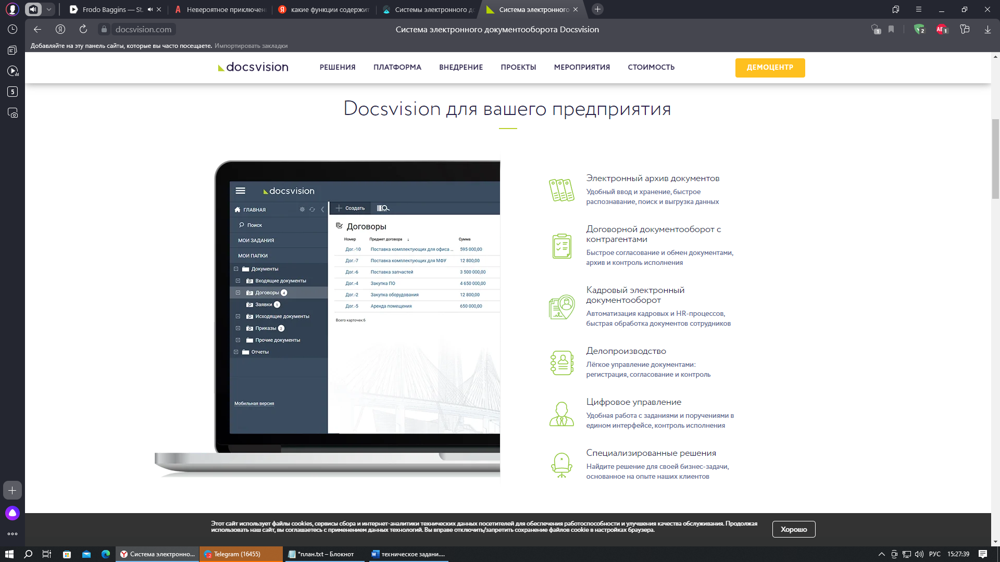 Frodo Baggins — St.
Невероятное приключен
какие функции содержит
Системы электронного до
Система электронного
docsvision.com
Система электронного документооборота Docsvision
1
2
1
Добавляйте на эту панель сайты, которые вы часто посещаете. Импортировать закладки
5
docsvision
РЕШЕНИЯ
ПЛАТФОРМА
ВНЕДРЕНИЕ
ПРОЕКТЫ
МЕРОПРИЯТИЯ
СТОИМОСТЬ
ДЕМОЦЕНТР
Docsvision для вашего предприятия
docsvision
ГЛАВНАЯ
Поиск
МОИ ЗАДАНИЯ
МОИ ПАПКИ
Документы
Входящие документы
Договоры 4
Заявки 1
Исходящие документы
Приказы 2
Прочие документы
Отчеты
Мобильная версия
Создать
Договоры
Номер Предмет договора Сумма
Дог.-10 Поставка комплектующих для офиса ... 595 000,00
Дог.-7 Поставка комплектующих для МФУ 12 800,00
Дог.-6 Поставка запчастей 3 500 000,00
Дог.-4 Закупка ПО 4 650 000,00
Дог.-2 Закупка оборудования 12 800,00
Дог.-5 Аренда помещения 650 000,00
Всего карточек:6
Электронный архив документов
Удобный ввод и хранение, быстрое
распознавание, поиск и выгрузка данных
Договорной документооборот с
контрагентами
Быстрое согласование и обмен документами,
архив и контроль исполнения
Кадровый электронный
документооборот
Автоматизация кадровых и HR-процессов,
быстрая обработка документов сотрудников
Делопроизводство
Лёгкое управление документами:
регистрация, согласование и контроль
Цифровое управление
Удобная работа с заданиями и поручениями в
едином интерфейсе, контроль исполнения
Специализированные решения
Найдите решение для своей бизнес-задачи,
основанное на опыте наших клиентов
Этот сайт использует файлы cookies, сервисы сбора и интернет-аналитики технических данных посетителей для обеспечения работоспособности и улучшения качества обслуживания. Продолжая
использовать наш сайт, вы соглашаетесь с применением данных технологий. Вы вправе отключить/запретить сохранение файлов cookie в настройках браузера.
Хорошо
Система электронно...
Telegram (16455)
*план.txt – Блокнот
техническое задани....
РУС
15:27:39